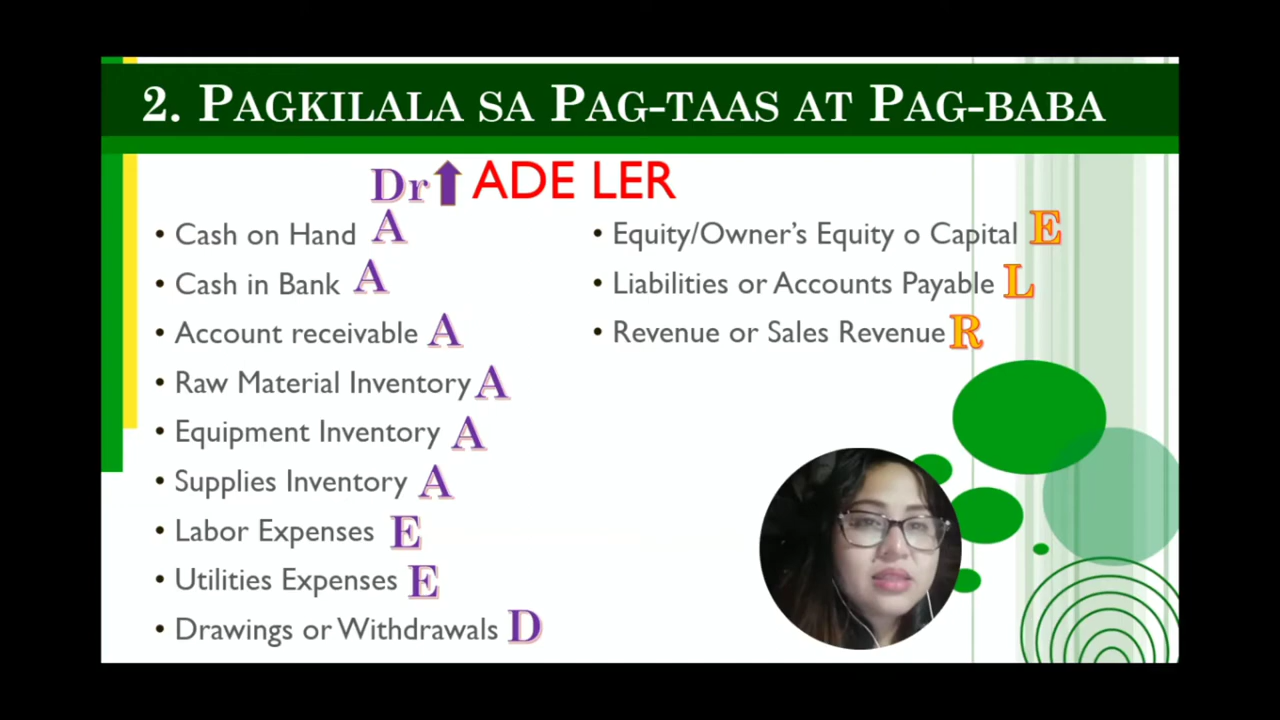 2. PAGKILALA SA PAG-TAAS AT PAG-BABA
Dr ADE LER
• Cash on Hand A
• Cash in Bank A
• Account receivable A
• Raw Material Inventory A
• Equipment Inventory A
• Supplies Inventory A
• Labor Expenses E
• Utilities Expenses E
• Drawings or Withdrawals D
• Equity/Owner's Equity o Capital E
• Liabilities or Accounts Payable L
• Revenue or Sales Revenue R